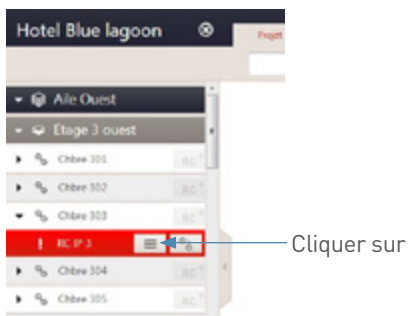 Hotel Blue lagoon
Projet
Aile Ouest
Etage 3 ouest
Chbre 301
Chbre 302
Chbre 303
RC IP 3
Cliquer sur
Chbre 304
Chbre 305